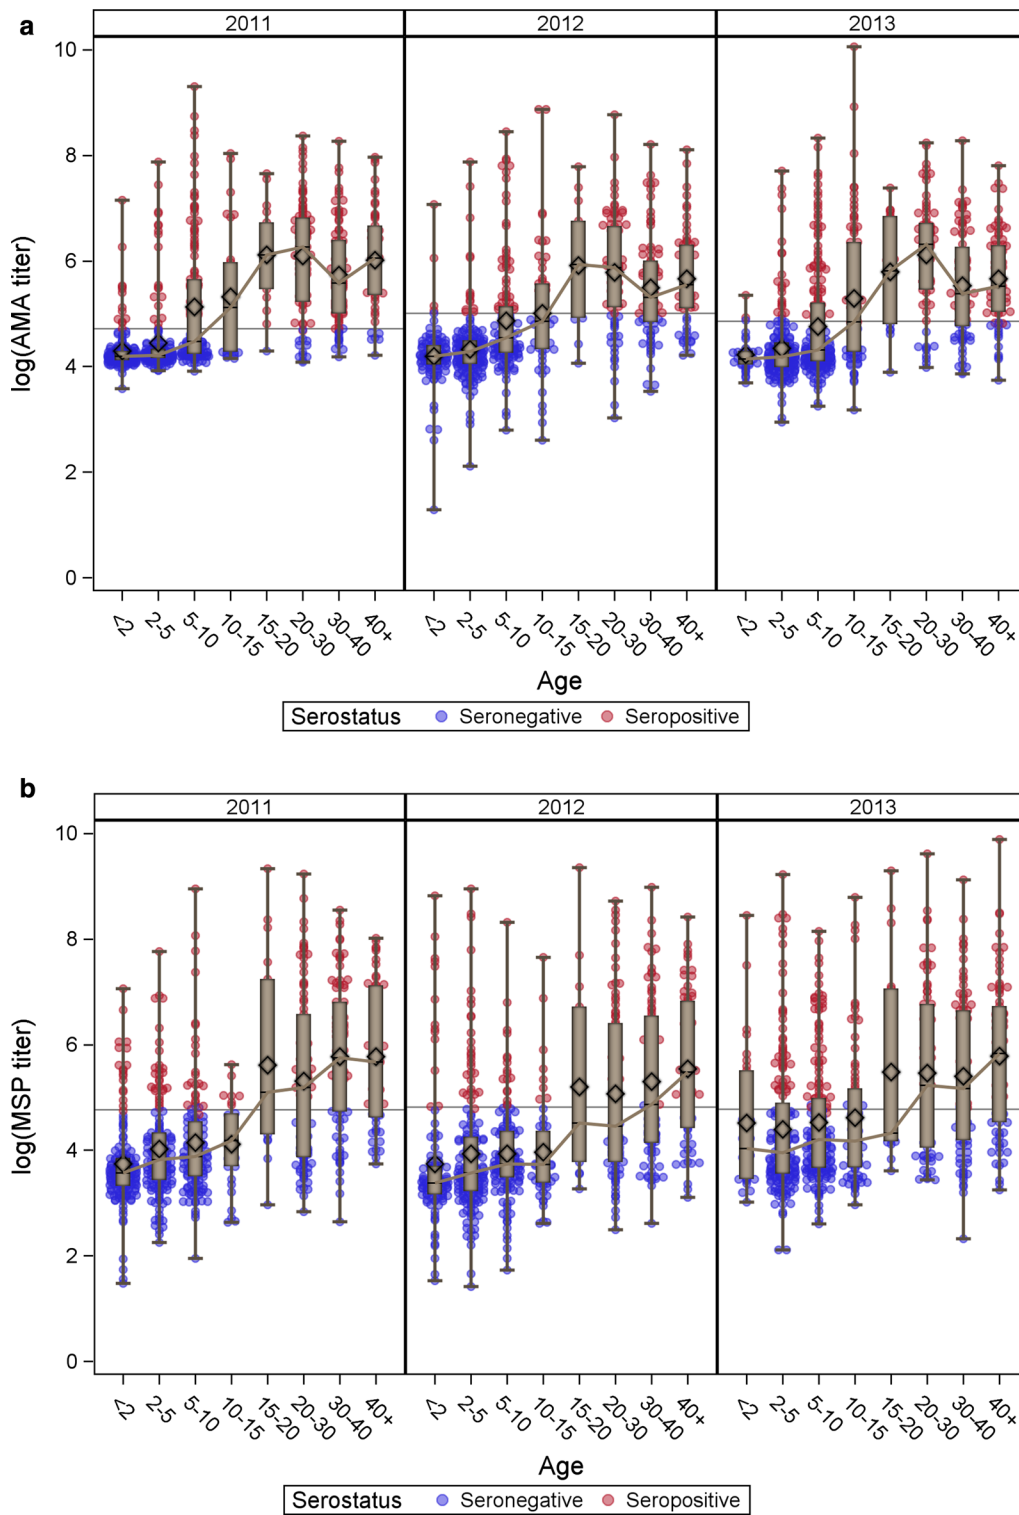 a
2011 2012 2013
10
8
6
4
2
0
log(AMA titer)
<2 2-5 5-10 10-15 15-20 20-30 30-40 40+ <2 2-5 5-10 10-15 15-20 20-30 30-40 40+ <2 2-5 5-10 10-15 15-20 20-30 30-40 40+
Age
Serostatus Seronegative Seropositive
b
2011 2012 2013
10
8
6
4
2
0
log(MSP titer)
<2 2-5 5-10 10-15 15-20 20-30 30-40 40+ <2 2-5 5-10 10-15 15-20 20-30 30-40 40+ <2 2-5 5-10 10-15 15-20 20-30 30-40 40+
Age
Serostatus Seronegative Seropositive